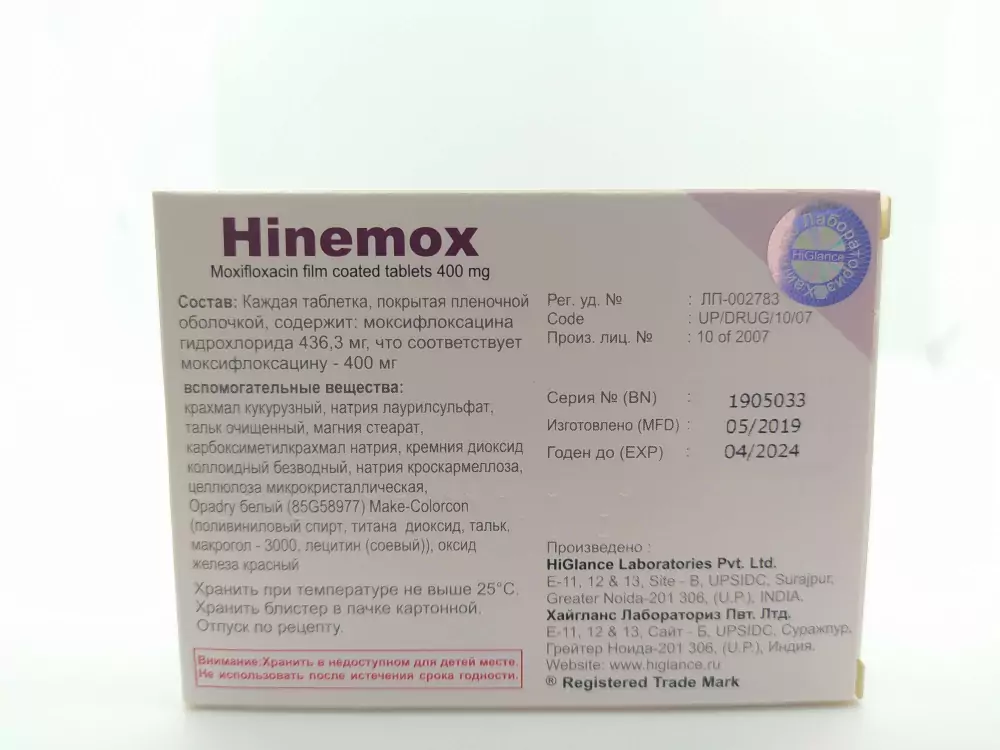 Hinemox
Moxifloxacin film coated tablets 400 mg
Состав: Каждая таблетка, покрытая пленочной
оболочкой, содержит: моксифлоксацина
гидрохлорида 436,3 мг, что соответствует
моксифлоксацину - 400 мг
вспомогательные вещества:
крахмал кукурузный, натрия лаурилсульфат,
тальк очищенный, магния стеарат,
карбоксиметилкрахмал натрия, кремния диоксид
коллоидный безводный, натрия кроскармеллоза,
целлюлоза микрокристаллическая,
Opadry белый (85G58977) Make-Colorcon
(поливиниловый спирт, титана диоксид, тальк,
макрогол - 3000, лецитин (соевый)), оксид
железа красный
Хранить при температуре не выше 25°C.
Хранить блистер в пачке картонной.
Отпуск по рецепту.
Внимание:Хранить в недоступном для детей месте.
Не использовать после истечения срока годности.
HiGlance
Рег. уд. № : ЛП-002783
Code : UP/DRUG/10/07
Произ. лиц. № : 10 of 2007
Серия № (BN) : 1905033
Изготовлено (MFD) : 05/2019
Годен до (EXP) : 04/2024
Произведено :
HiGlance Laboratories Pvt. Ltd.
E-11, 12 & 13, Site - B, UPSIDC, Surajpur,
Greater Noida-201 306, (U.P.), INDIA.
Хайгланс Лабораториз Пвт. Лтд.
E-11, 12 & 13, Сайт - Б, UPSIDC, Суражпур,
Грейтер Ноида-201 306, (U.P.), Индия.
Website: www.higlance.ru
® Registered Trade Mark